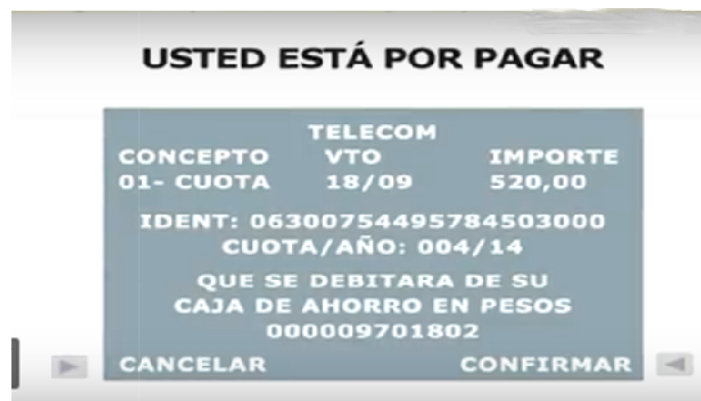 USTED ESTÁ POR PAGAR
TELECOM
CONCEPTO VTO IMPORTE
01- CUOTA 18/09 520,00
IDENT: 06300754495784503000
CUOTA/AÑO: 004/14
QUE SE DEBITARA DE SU
CAJA DE AHORRO EN PESOS
000009701802
CANCELAR CONFIRMAR